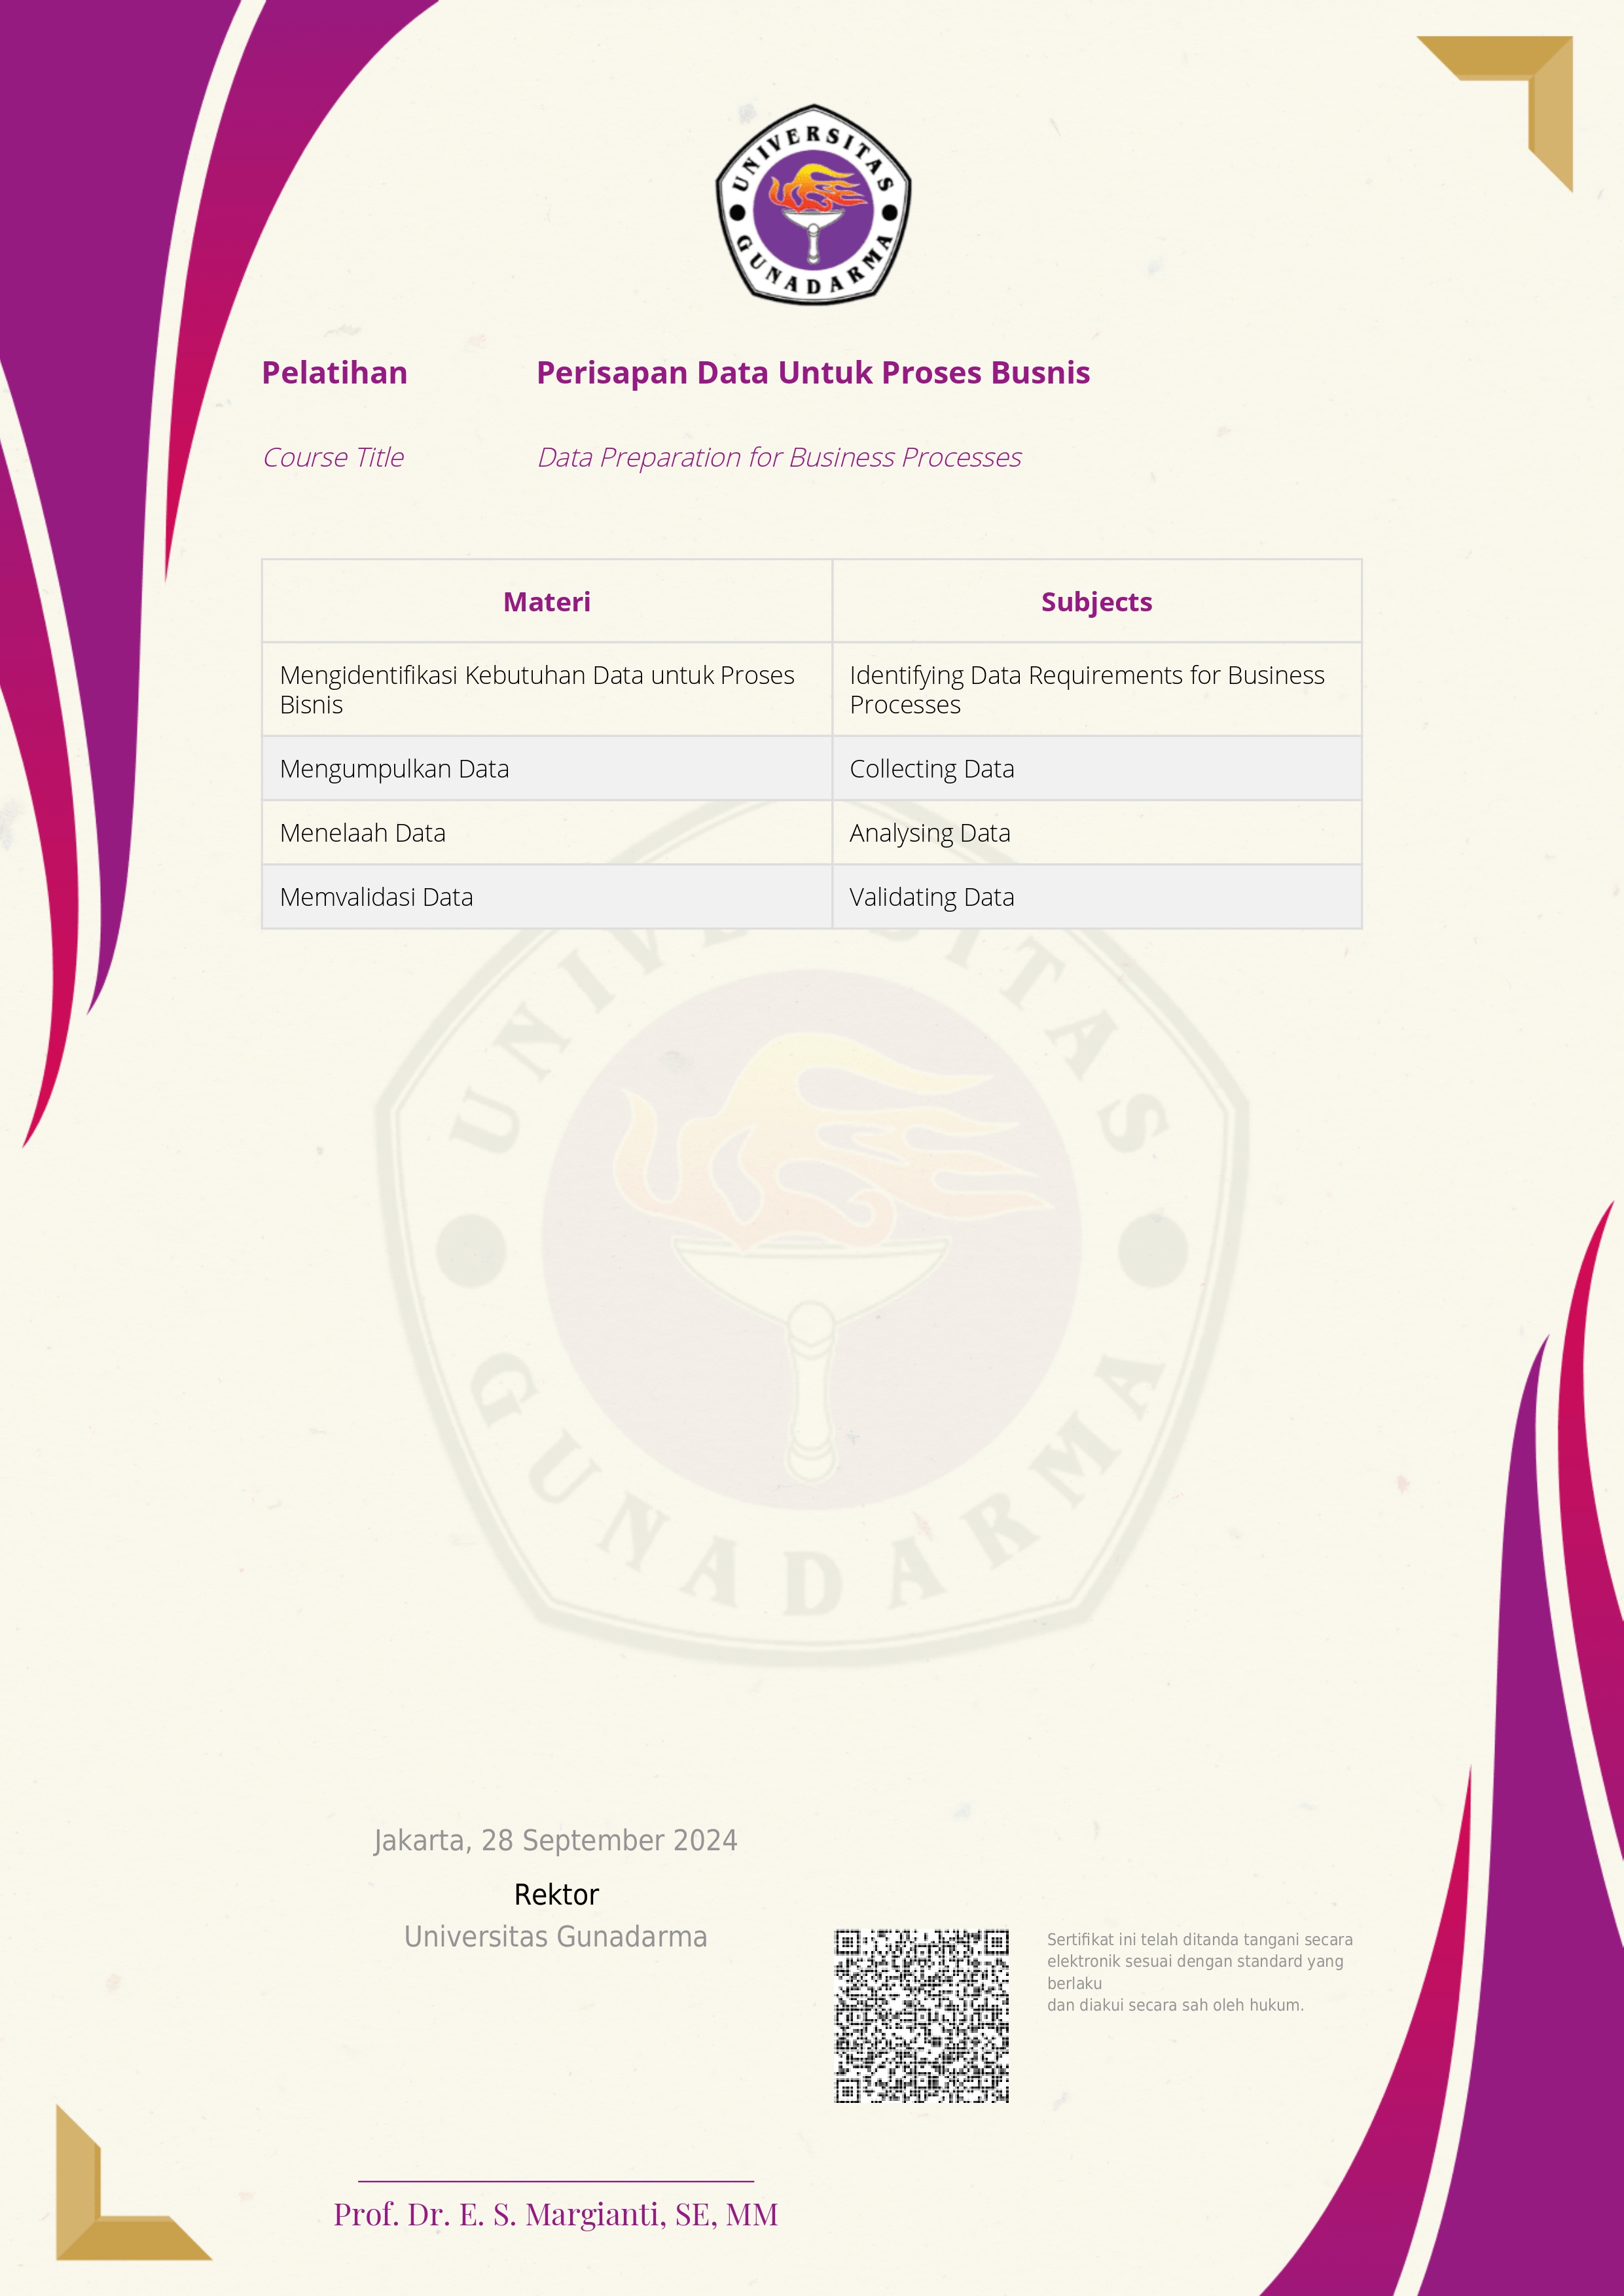 UNIVERSITAS
GUNADARMA
Pelatihan Perisapan Data Untuk Proses Busnis
Course Title Data Preparation for Business Processes
Materi Subjects
Mengidentifikasi Kebutuhan Data untuk Proses Bisnis Identifying Data Requirements for Business Processes
Mengumpulkan Data Collecting Data
Menelaah Data Analysing Data
Memvalidasi Data Validating Data
UNIVERSITAS
GUNADARMA
Jakarta, 28 September 2024
Rektor
Universitas Gunadarma
Sertifikat ini telah ditanda tangani secara
elektronik sesuai dengan standard yang
berlaku
dan diakui secara sah oleh hukum.
Prof. Dr. E. S. Margianti, SE, MM